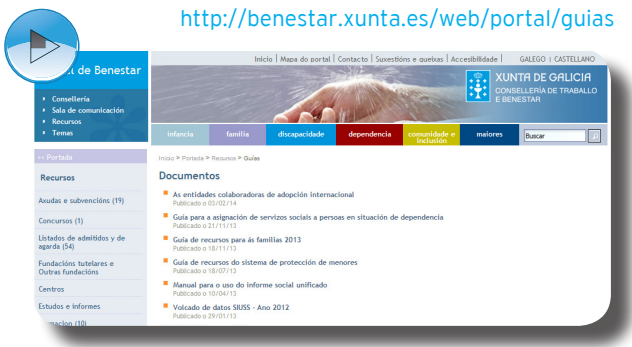 http://benestar.xunta.es/web/portal/guias
Inicio | Mapa do portal | Contacto | Suxestións e queixas | Accesibilidade | GALEGO | CASTELLANO
de Benestar
XUNTA DE GALICIA
CONSELLERÍA DE TRABALLO
E BENESTAR
Consellería
Sala de comunicación
Recursos
Temas
infancia familia discapacidade dependencia comunidade e inclusión maiores Buscar
<< Portada
Inicio > Portada > Recursos > Guías
Recursos
Documentos
As entidades colaboradoras de adopción internacional
Publicado o 03/02/14
Axudas e subvencións (19)
Guía para a asignación de servizos sociais a persoas en situación de dependencia
Publicado o 21/11/13
Concursos (1)
Guía de recursos para ás familias 2013
Publicado o 18/11/13
Listados de admitidos y de
agarda (54)
Guía de recursos do sistema de protección de menores
Publicado o 18/07/13
Fundacións tutelares e
Outras fundacións
Manual para o uso do informe social unificado
Publicado o 10/04/13
Centros
Volcado de datos SIUSS - Ano 2012
Publicado o 29/01/13
Estudos e informes
(10)